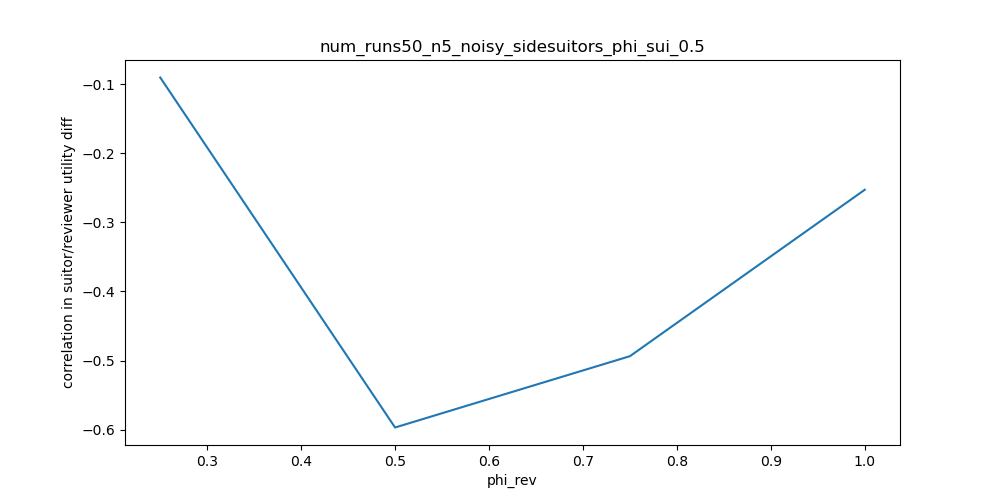 num_runs50_n5_noisy_sidesuitors_phi_sui_0.5
correlation in suitor/reviewer utility diff
−0.1
−0.2
−0.3
−0.4
−0.5
−0.6
0.3 0.4 0.5 0.6 0.7 0.8 0.9 1.0
phi_rev